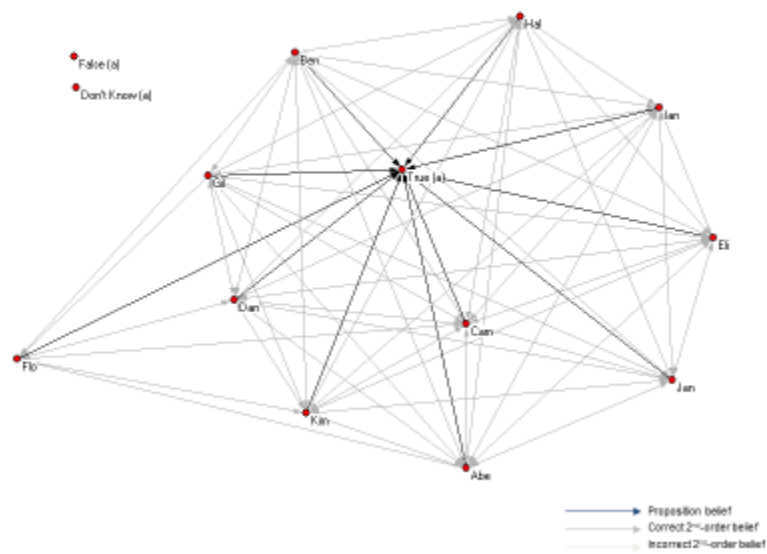 Hal
Ben
False (a)
Don't Know (a)
Ian
True (a)
Gil
Eli
Dan
Cam
Flo
Jan
Kim
Abe
Proposition belief
Correct 2ⁿᵈ-order belief
Incorrect 2ⁿᵈ-order belief